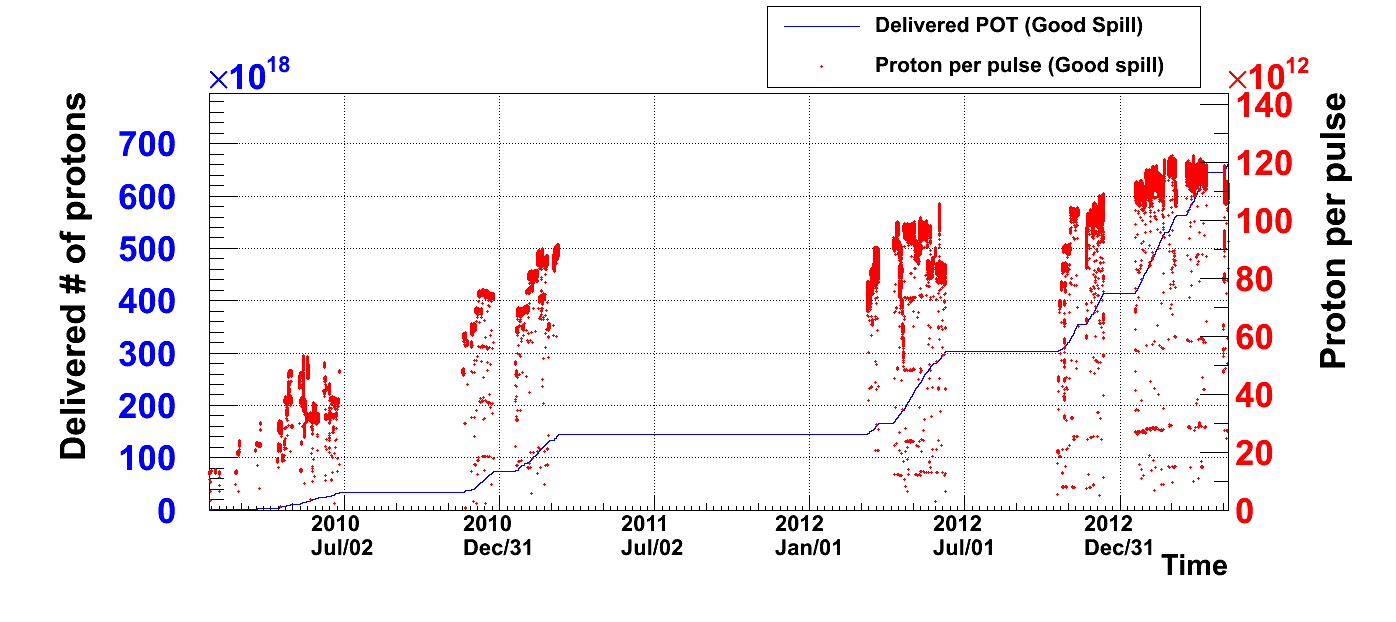 Delivered POT (Good Spill)
Proton per pulse (Good spill)
×10^18
×10^12
Delivered # of protons
700
600
500
400
300
200
100
0
140
120
100
80
60
40
20
0
Proton per pulse
2010 2010 2011 2012 2012 2012
Jul/02 Dec/31 Jul/02 Jan/01 Jul/01 Dec/31
Time